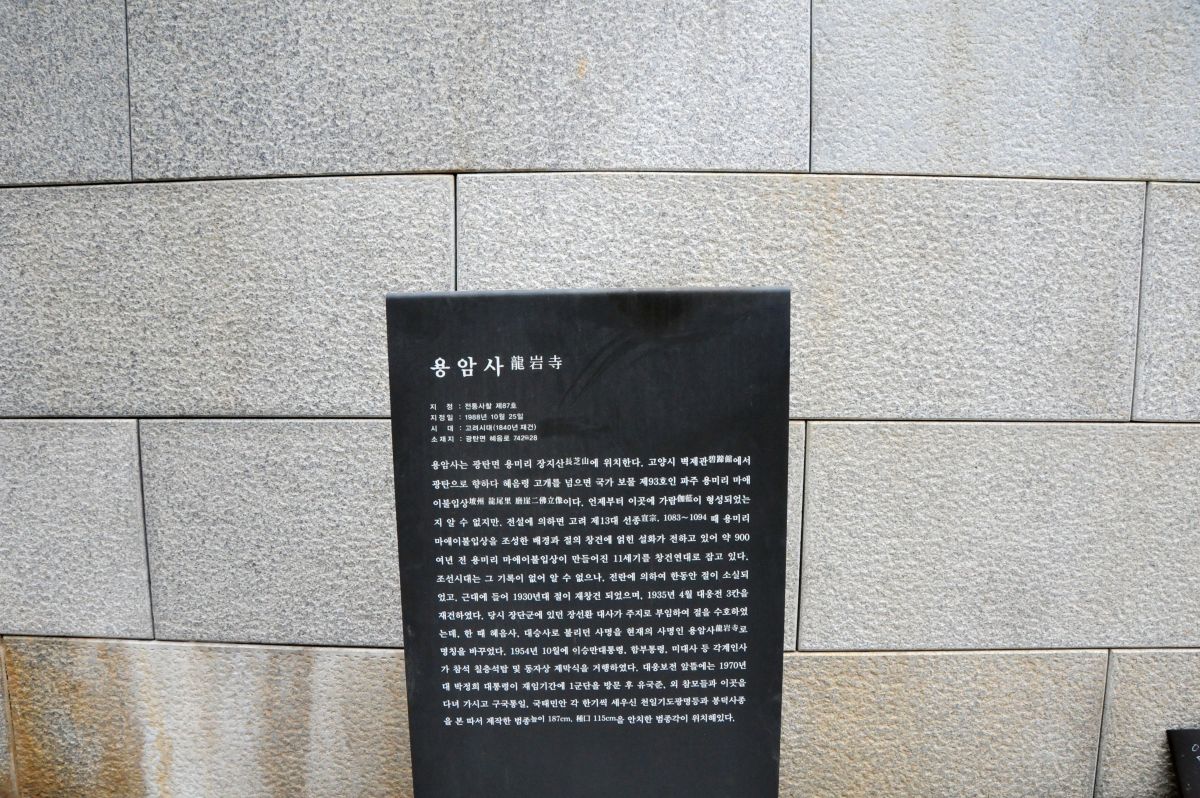 용암사 龍岩寺
지 정 : 전통사찰 제87호
지정일 : 1988년 10월 25일
시 대 : 고려시대(1840년 재건)
소재지 : 광탄면 혜음로 742-28
용암사는 광탄면 용미리 장지산長芝山에 위치한다. 고양시 벽제관碧蹄館에서
광탄으로 향하다 혜음령 고개를 넘으면 국가 보물 제93호인 파주 용미리 마애
이불입상坡州 龍尾里 磨崖二佛立像이다. 언제부터 이곳에 가람伽藍이 형성되었는
지 알 수 없지만, 전설에 의하면 고려 제13대 선종宣宗, 1083~1094 때 용미리
마애이불입상을 조성한 배경과 절의 창건에 얽힌 설화가 전하고 있어 약 900
여년 전 용미리 마애이불입상이 만들어진 11세기를 창건연대로 잡고 있다.
조선시대는 그 기록이 없어 알 수 없으나, 전란에 의하여 한동안 절이 소실되
었고, 근대에 들어 1930년대 절이 재창건 되었으며, 1935년 4월 대웅전 3칸을
재건하였다. 당시 장단군에 있던 장선환 대사가 주지로 부임하여 절을 수호하였
는데, 한 때 혜음사, 대승사로 불리던 사명을 현재의 사명인 용암사龍岩寺로
명칭을 바꾸었다. 1954년 10월에 이승만대통령, 함부통령, 미대사 등 각계인사
가 참석 칠층석탑 및 동자상 제막식을 거행하였다. 대웅보전 앞뜰에는 1970년
대 박정희 대통령이 재임기간에 1군단을 방문 후 유국준, 외 참모들과 이곳을
다녀 가시고 구국통일, 국태민안 각 한기씩 세우신 천일기도광명등과 봉덕사종
을 본 따서 제작한 범종높이 187cm, 種口 115cm을 안치한 범종각이 위치해있다.